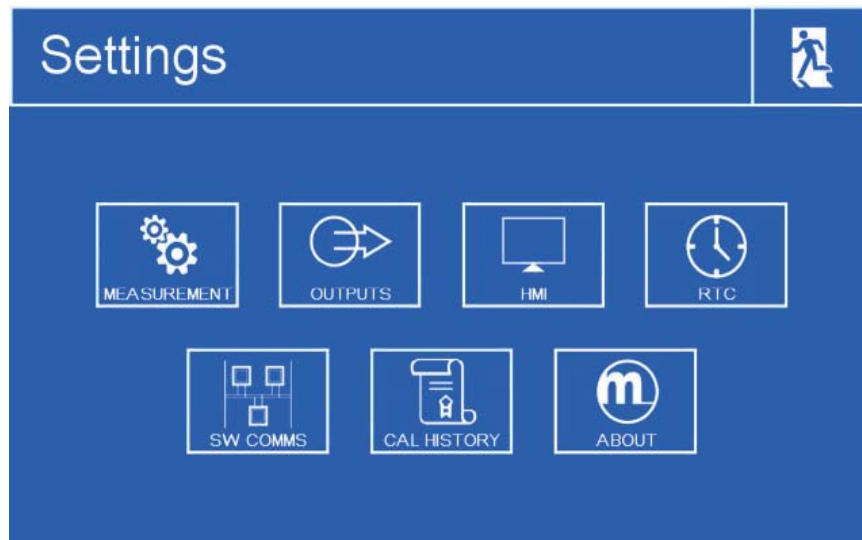 Settings
MEASUREMENT
OUTPUTS
HMI
RTC
SW COMMS
CAL HISTORY
m
ABOUT